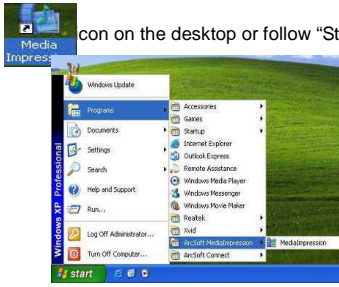 con on the desktop or follow “St
Media
Impress
Windows Update
Programs
Documents
Settings
Search
Help and Support
Run...
Log Off Administrator...
Turn Off Computer...
Windows XP Professional
Accessories
Games
Startup
Internet Explorer
Outlook Express
Remote Assistance
Windows Media Player
Windows Messenger
Windows Movie Maker
Realtek
Xvid
ArcSoft MediaImpression
ArcSoft Connect
MediaImpression
start